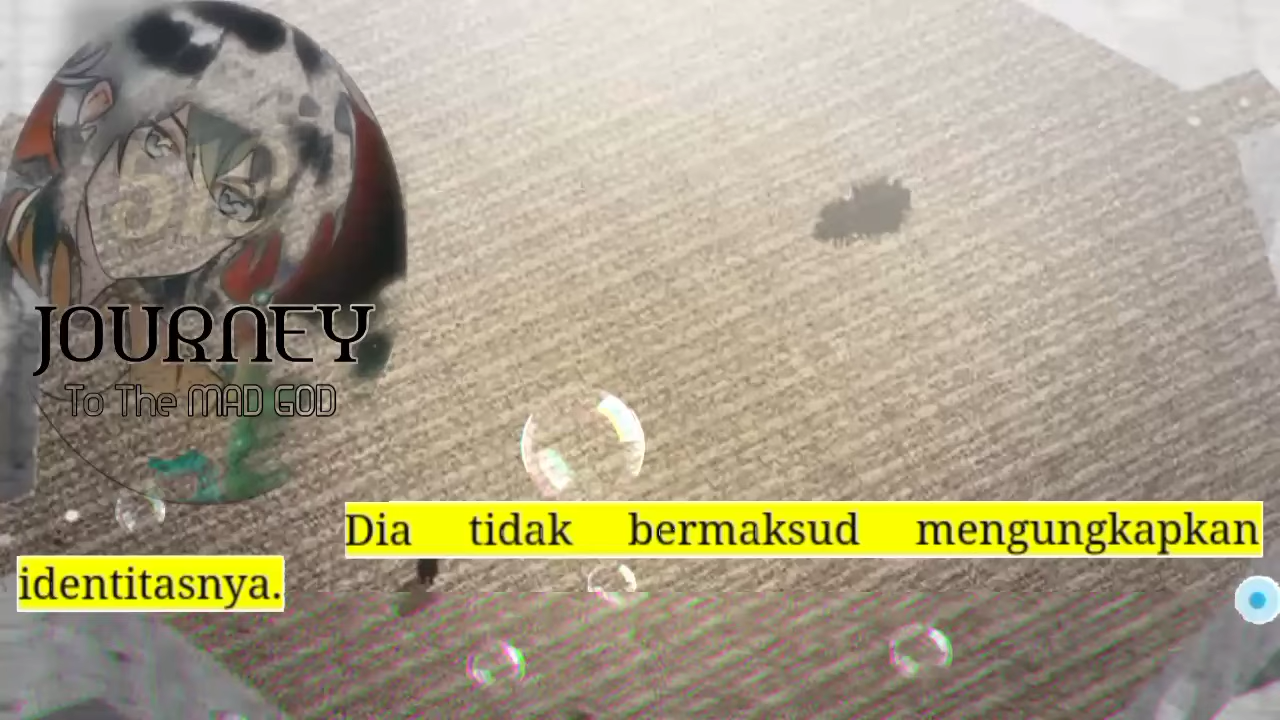 JOURNEY
To The MAD GOD
Dia tidak bermaksud mengungkapkan
identitasnya.